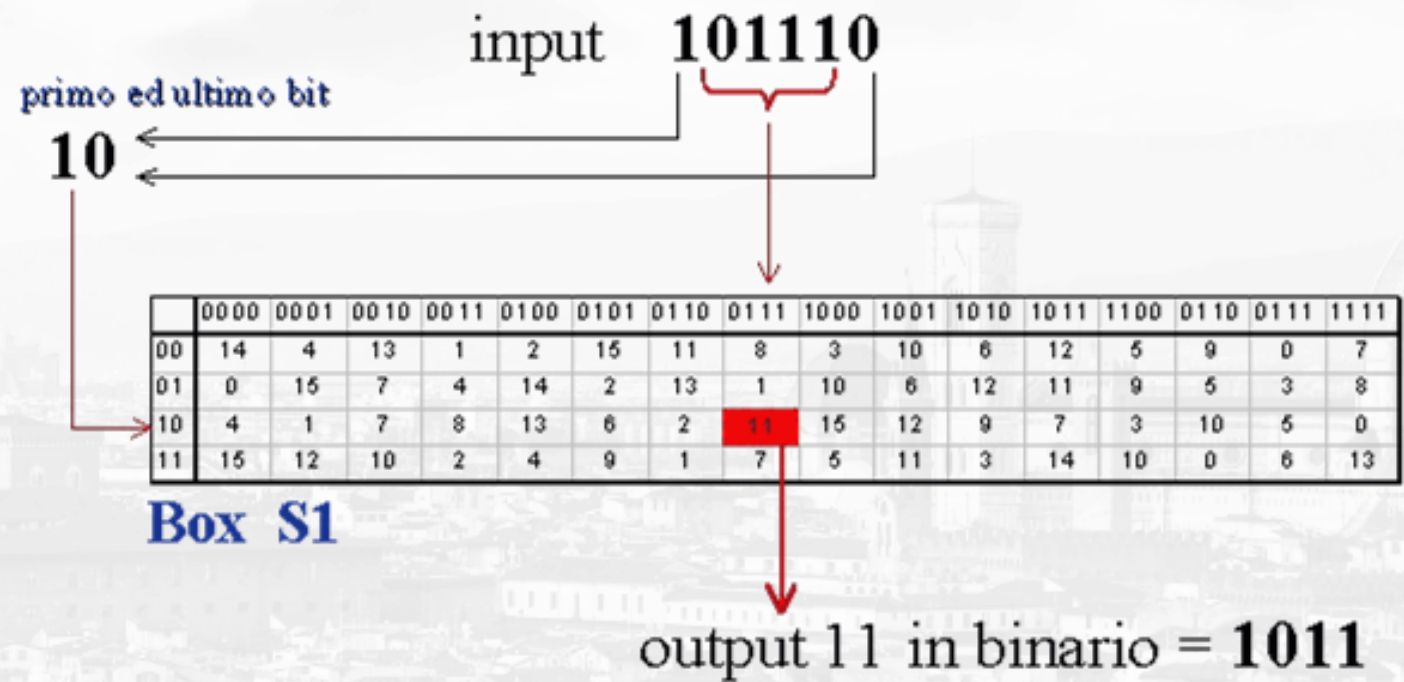 input 101110
primo ed ultimo bit
10
0000 0001 0010 0011 0100 0101 0110 0111 1000 1001 1010 1011 1100 0110 0111 1111
00 14 4 13 1 2 15 11 8 3 10 6 12 5 9 0 7
01 0 15 7 4 14 2 13 1 10 6 12 11 9 5 3 8
10 4 1 7 8 13 6 2 11 15 12 9 7 3 10 5 0
11 15 12 10 2 4 9 1 7 5 11 3 14 10 0 6 13
Box S1
output 11 in binario = 1011